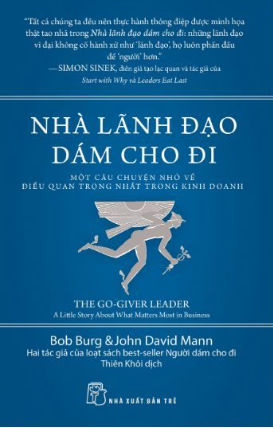 “Tất cả chúng ta đều nên thực hành thông điệp được minh họa
thật tao nhã trong Nhà lãnh đạo dám cho đi: những lãnh đạo
vĩ đại không cố hành xử như ‘lãnh đạo’, họ luôn phấn đấu
để ‘người’ hơn.”
— SIMON SINEK, diễn giả tạo lạc quan và tác giả của
Start with Why và Leaders Eat Last
NHÀ LÃNH ĐẠO
DÁM CHO ĐI
MỘT CÂU CHUYỆN NHỎ VỀ
ĐIỀU QUAN TRỌNG NHẤT TRONG KINH DOANH
THE GO-GIVER LEADER
A Little Story About What Matters Most in Business
Bob Burg & John David Mann
Hai tác giả của loạt sách best-seller Người dám cho đi
Thiên Khôi dịch
NHÀ XUẤT BẢN TRẺ